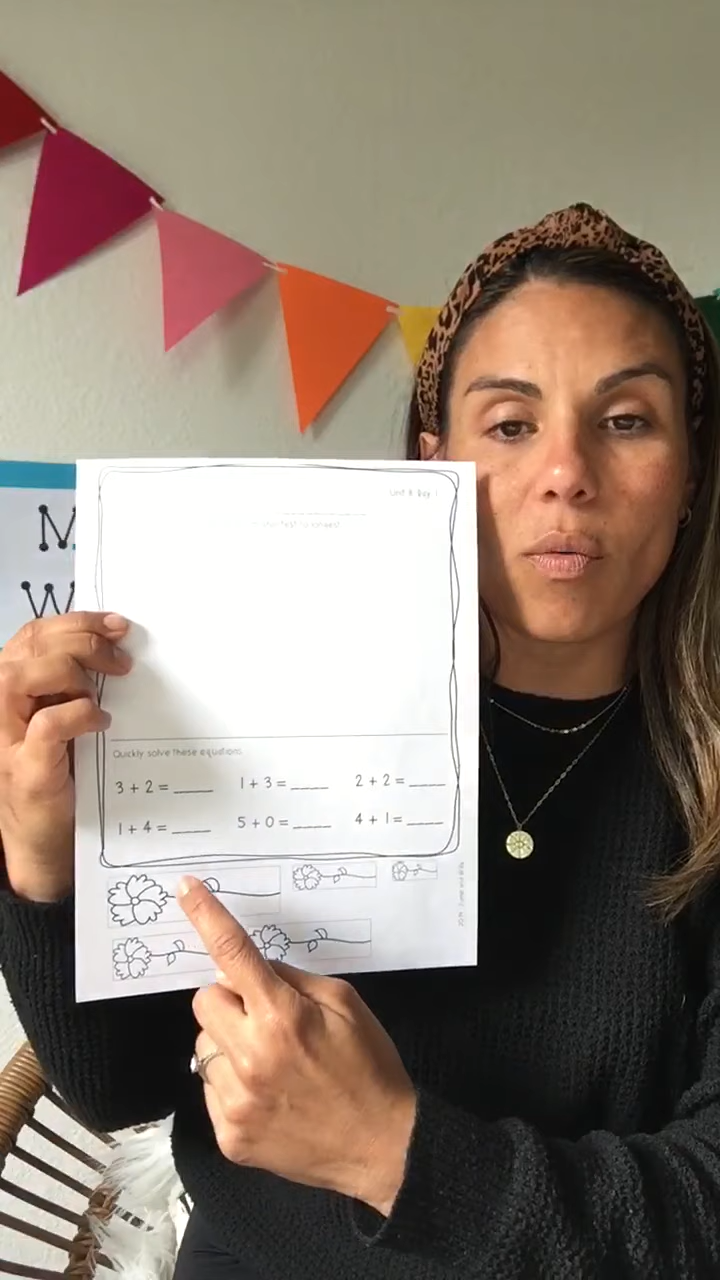 Unit 8 Day 1
Quickly solve these equations.
3 + 2 = ____ 1 + 3 = ____ 2 + 2 = ____
1 + 4 = ____ 5 + 0 = ____ 4 + 1 = ____
M
W